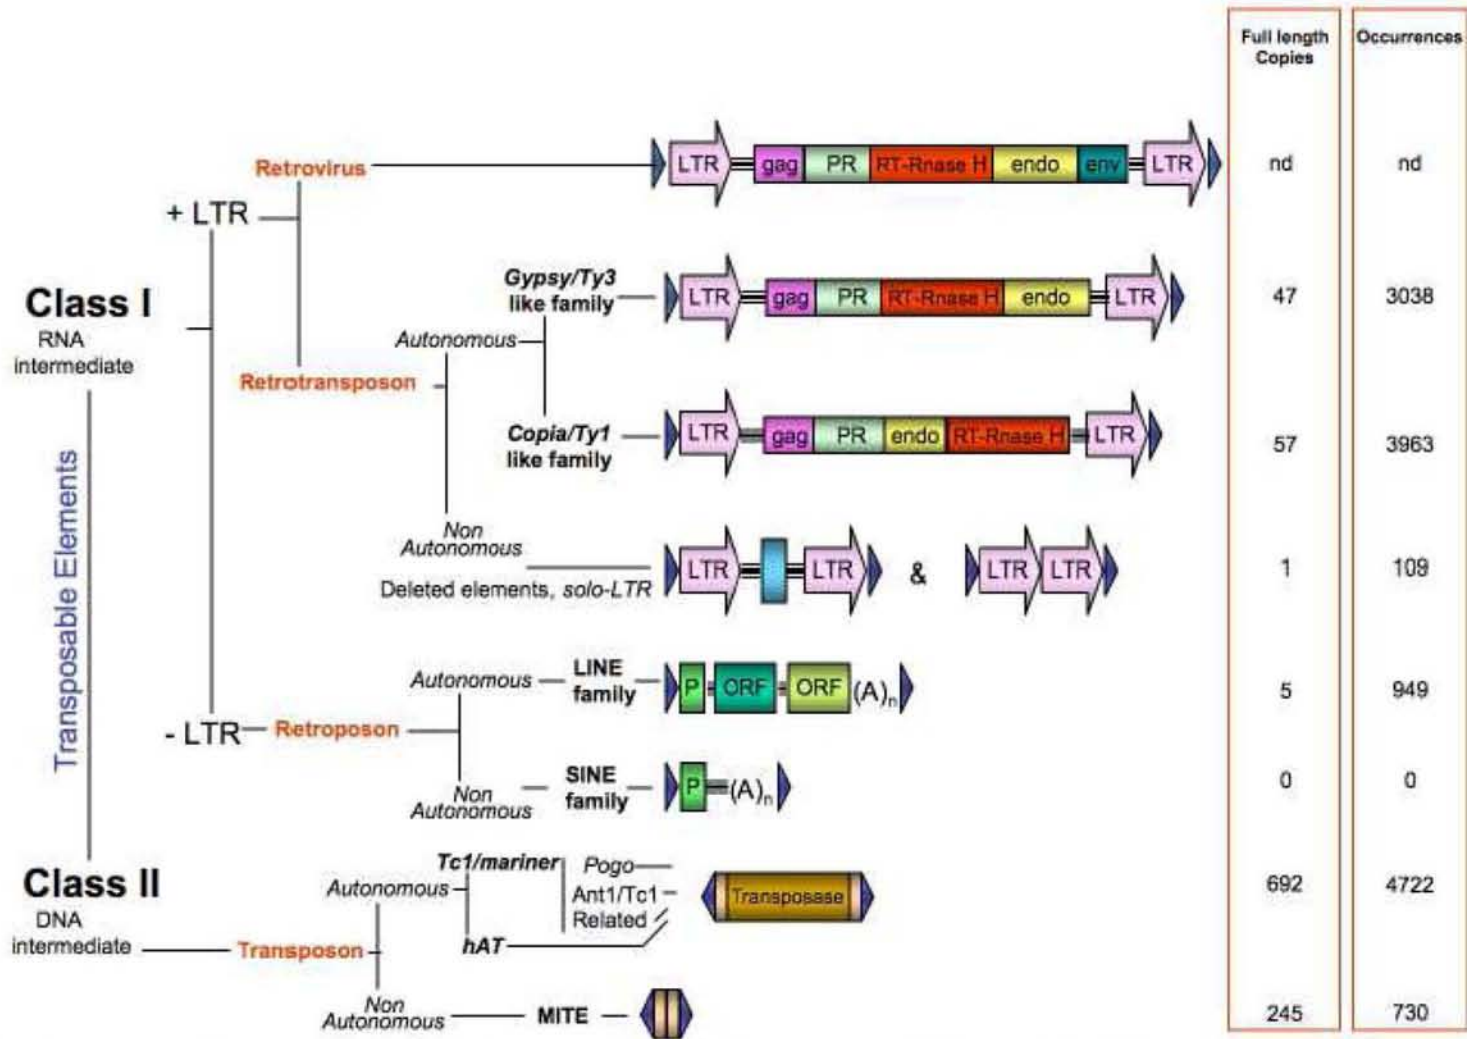 Full length
Copies
Occurrences
Retrovirus
LTR gag PR RT-Rnase H endo env LTR
nd nd
+ LTR
Gypsy/Ty3
like family
LTR gag PR RT-Rnase H endo LTR
47 3038
Class I
RNA
intermediate
Autonomous
Retrotransposon
Copia/Ty1
like family
LTR gag PR endo RT-Rnase H LTR
57 3963
Non
Autonomous
Deleted elements, solo-LTR
LTR LTR & LTR LTR
1 109
Transposable Elements
Autonomous
LINE
family
P ORF ORF (A)n
5 949
- LTR
Retroposon
Non
Autonomous
SINE
family
P (A)n
0 0
Class II
DNA
intermediate
Transposon
Autonomous
Tc1/mariner
Pogo
Ant1/Tc1
Related
hAT
Transposase
692 4722
Non
Autonomous
MITE
245 730